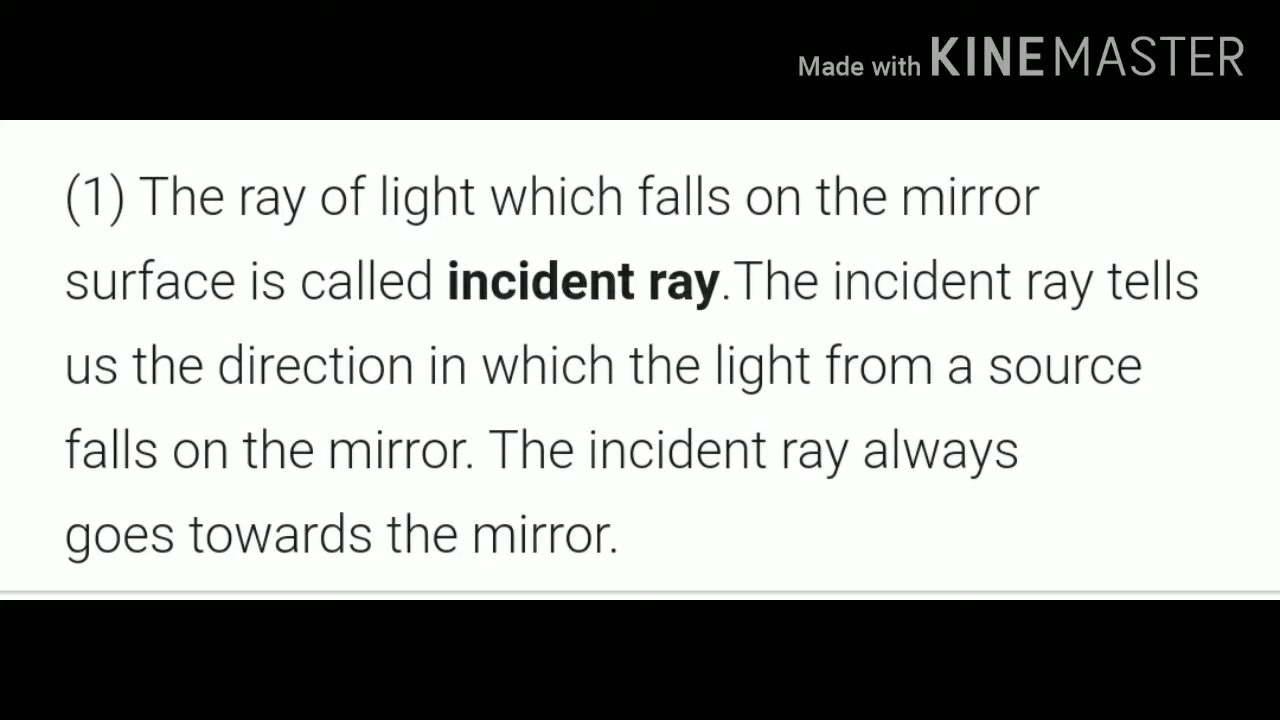 Made with KINEMASTER
(1) The ray of light which falls on the mirror
surface is called incident ray.The incident ray tells
us the direction in which the light from a source
falls on the mirror. The incident ray always
goes towards the mirror.